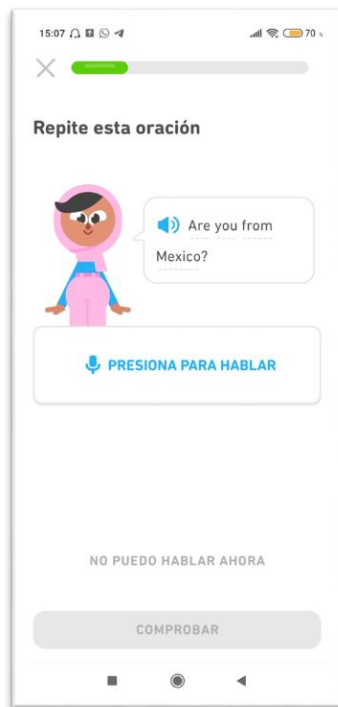 15:07
70
Repite esta oración
Are you from
Mexico?
PRESIONA PARA HABLAR
NO PUEDO HABLAR AHORA
COMPROBAR